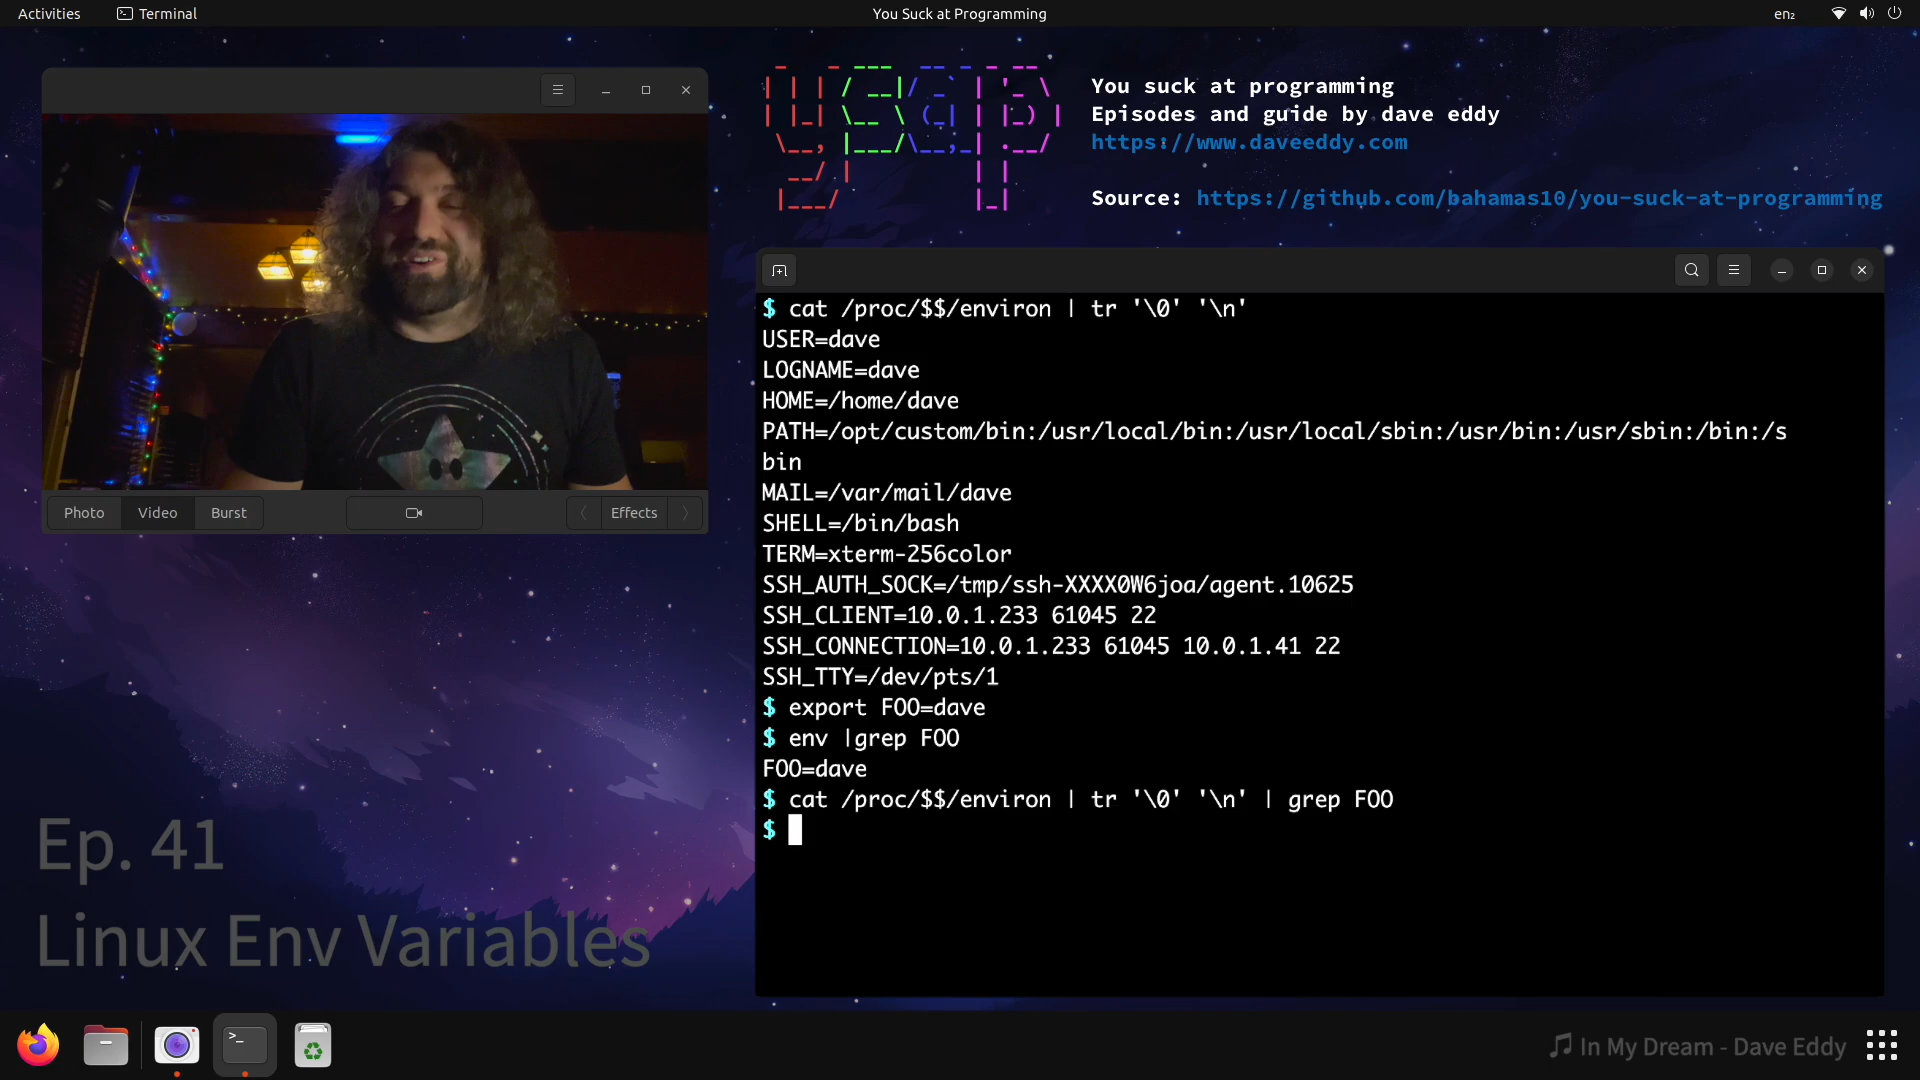 Activities
Terminal
You Suck at Programming
en₂
You suck at programming
Episodes and guide by dave eddy
https://www.daveeddy.com
Source: https://github.com/bahamas10/you-suck-at-programming
$ cat /proc/$$/environ | tr '\0' '\n'
USER=dave
LOGNAME=dave
HOME=/home/dave
PATH=/opt/custom/bin:/usr/local/bin:/usr/local/sbin:/usr/bin:/usr/sbin:/bin:/s
bin
MAIL=/var/mail/dave
SHELL=/bin/bash
TERM=xterm-256color
SSH_AUTH_SOCK=/tmp/ssh-XXXX0W6joa/agent.10625
SSH_CLIENT=10.0.1.233 61045 22
SSH_CONNECTION=10.0.1.233 61045 10.0.1.41 22
SSH_TTY=/dev/pts/1
$ export FOO=dave
$ env |grep FOO
FOO=dave
$ cat /proc/$$/environ | tr '\0' '\n' | grep FOO
$
Photo
Video
Burst
Effects
Ep. 41
Linux Env Variables
In My Dream - Dave Eddy